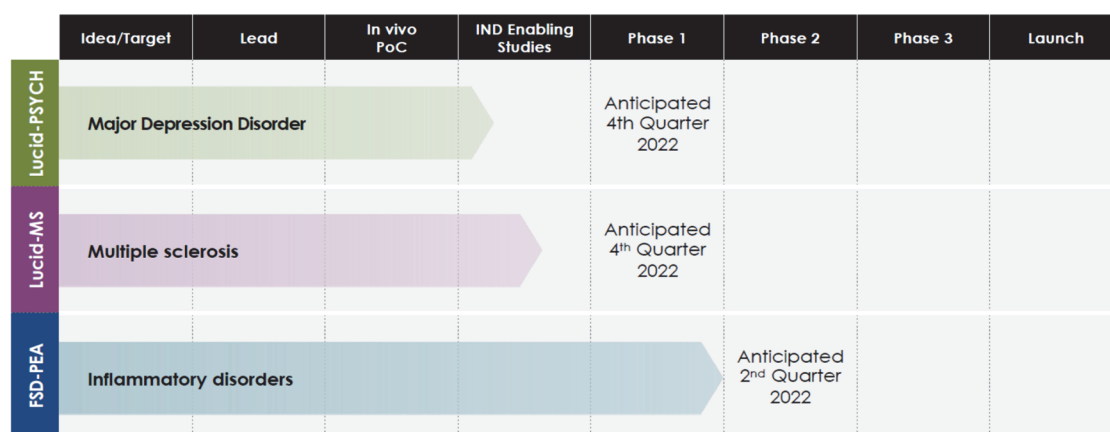 Idea/Target
Lead
In vivo
PoC
IND Enabling
Studies
Phase 1
Phase 2
Phase 3
Launch
Lucid-PSYCH
Major Depression Disorder
Anticipated
4th Quarter
2022
Lucid-MS
Multiple sclerosis
Anticipated
4th Quarter
2022
FSD-PEA
Inflammatory disorders
Anticipated
2nd Quarter
2022